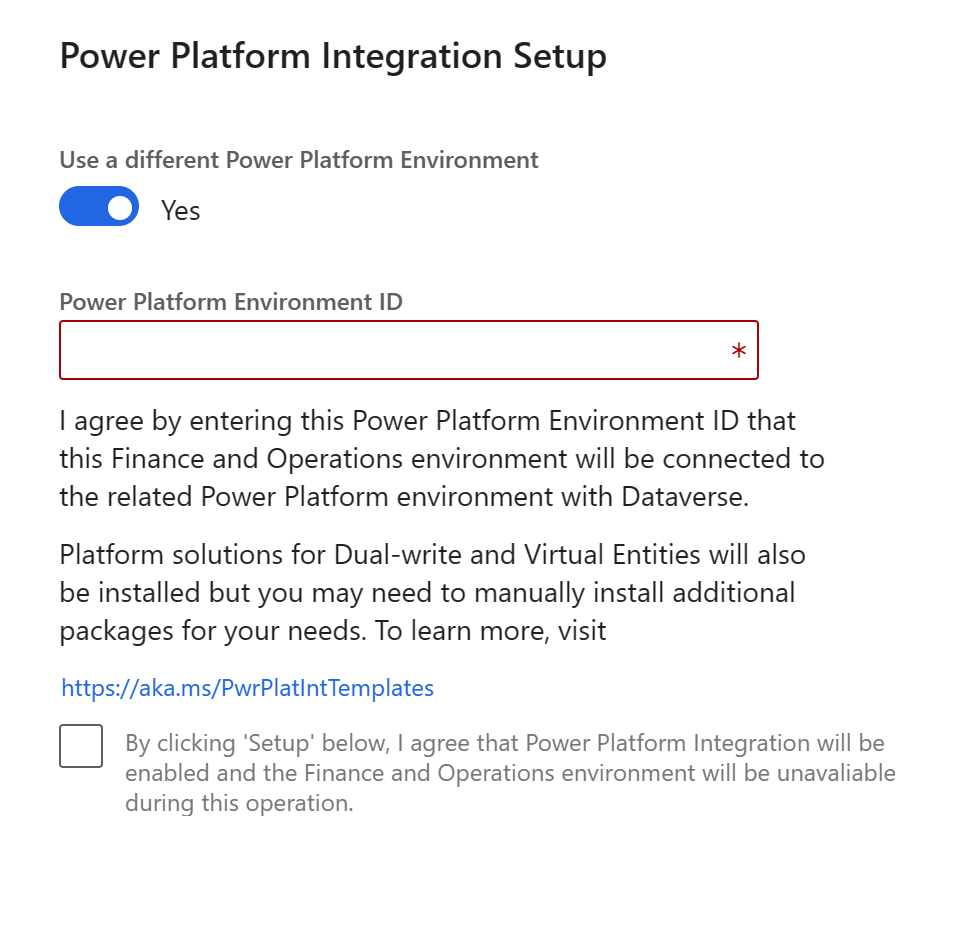 Power Platform Integration Setup
Use a different Power Platform Environment
Yes
Power Platform Environment ID
*
I agree by entering this Power Platform Environment ID that
this Finance and Operations environment will be connected to
the related Power Platform environment with Dataverse.
Platform solutions for Dual-write and Virtual Entities will also
be installed but you may need to manually install additional
packages for your needs. To learn more, visit
https://aka.ms/PwrPlatIntTemplates
By clicking 'Setup' below, I agree that Power Platform Integration will be
enabled and the Finance and Operations environment will be unavaliable
during this operation.